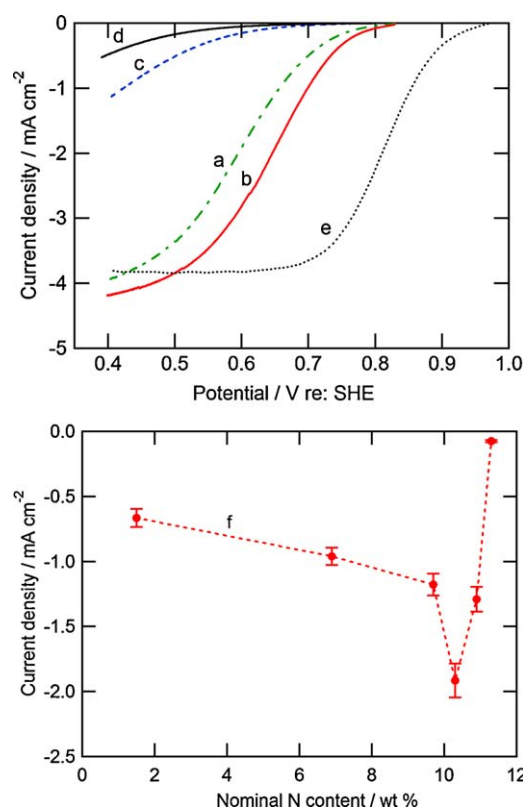 0
d
c
-1
a
-2
b
e
-3
-4
-5
Current density / mA cm⁻²
0.4 0.5 0.6 0.7 0.8 0.9 1.0
Potential / V re: SHE
0.0
f
-0.5
-1.0
-1.5
-2.0
-2.5
Current density / mA cm⁻²
0 2 4 6 8 10 12
Nominal N content / wt %